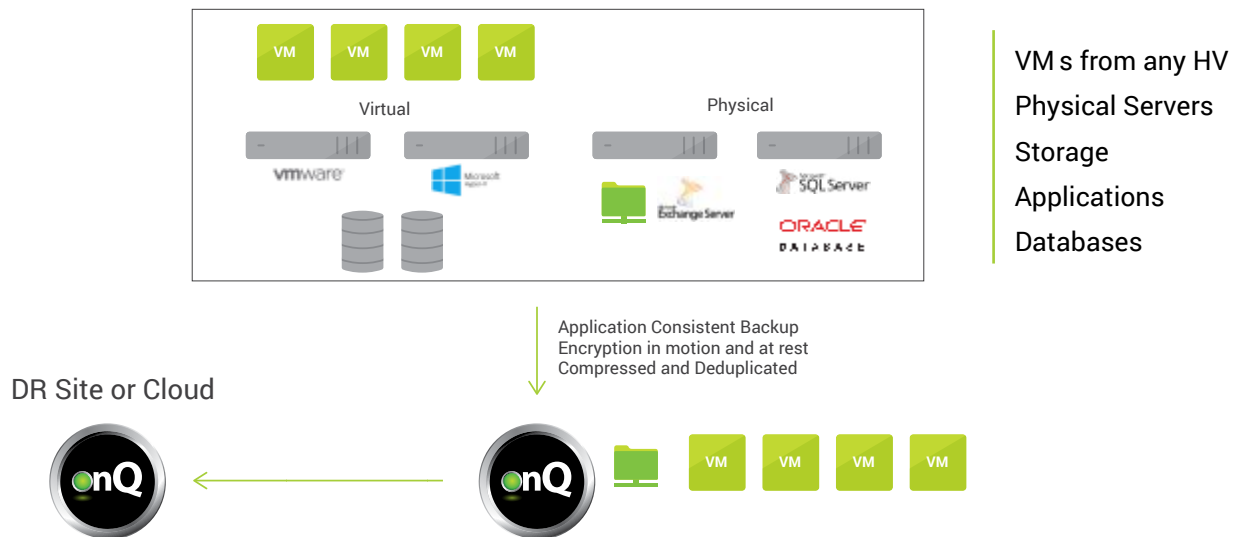 VM VM VM VM
Virtual
Physical
vmware
Microsoft
Exchange Server
Microsoft
SQL Server
ORACLE
DATABASE
VMs from any HV
Physical Servers
Storage
Applications
Databases
Application Consistent Backup
Encryption in motion and at rest
Compressed and Deduplicated
DR Site or Cloud
onQ
onQ
VM VM VM VM